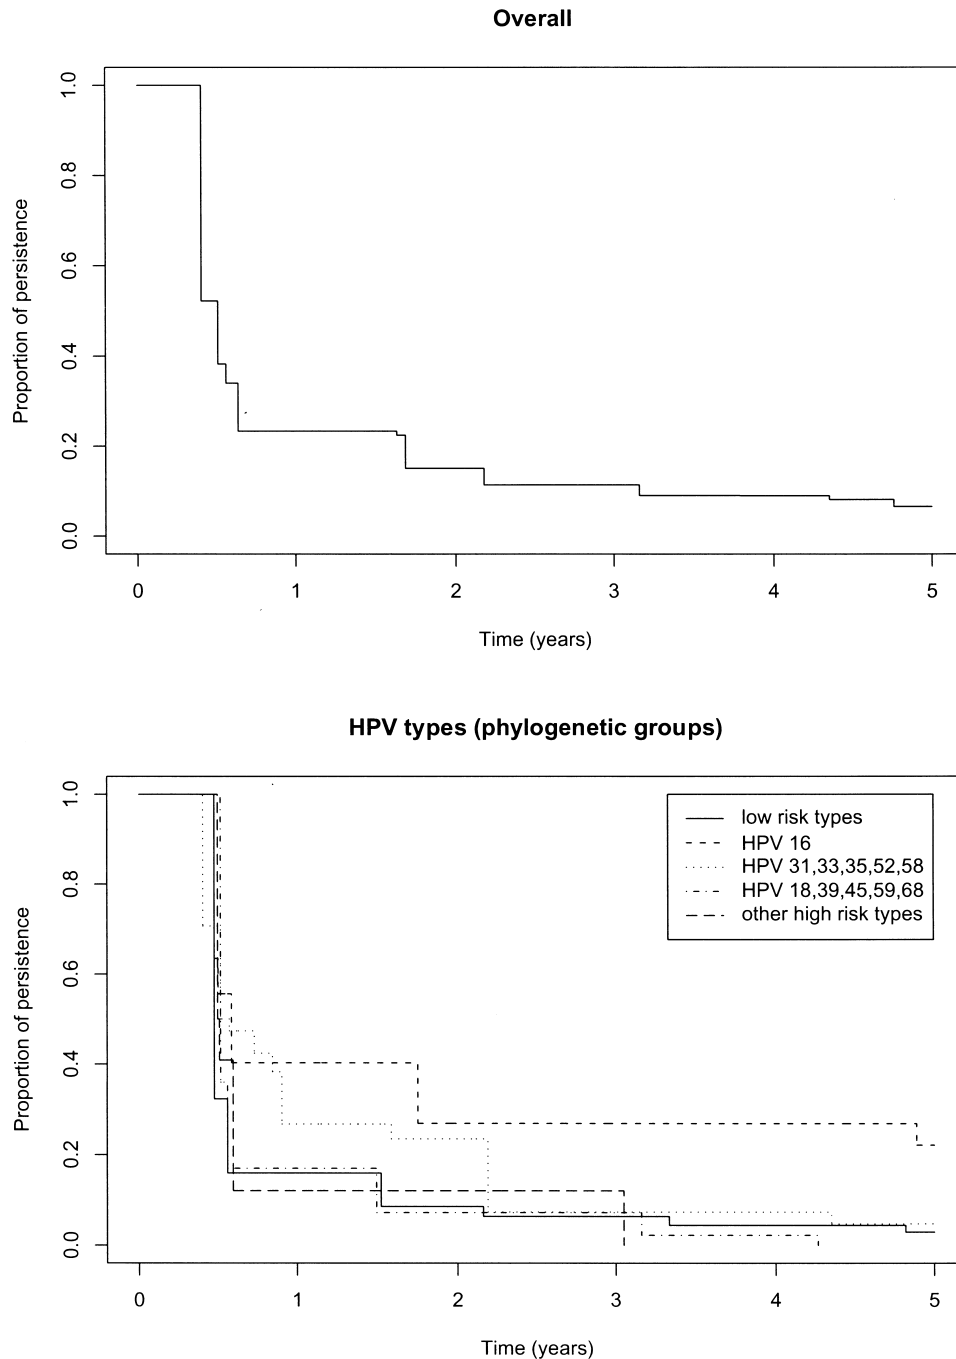 Overall
Proportion of persistence
1.0
0.8
0.6
0.4
0.2
0.0
0 1 2 3 4 5
Time (years)
HPV types (phylogenetic groups)
Proportion of persistence
1.0
0.8
0.6
0.4
0.2
0.0
low risk types
HPV 16
HPV 31,33,35,52,58
HPV 18,39,45,59,68
other high risk types
0 1 2 3 4 5
Time (years)